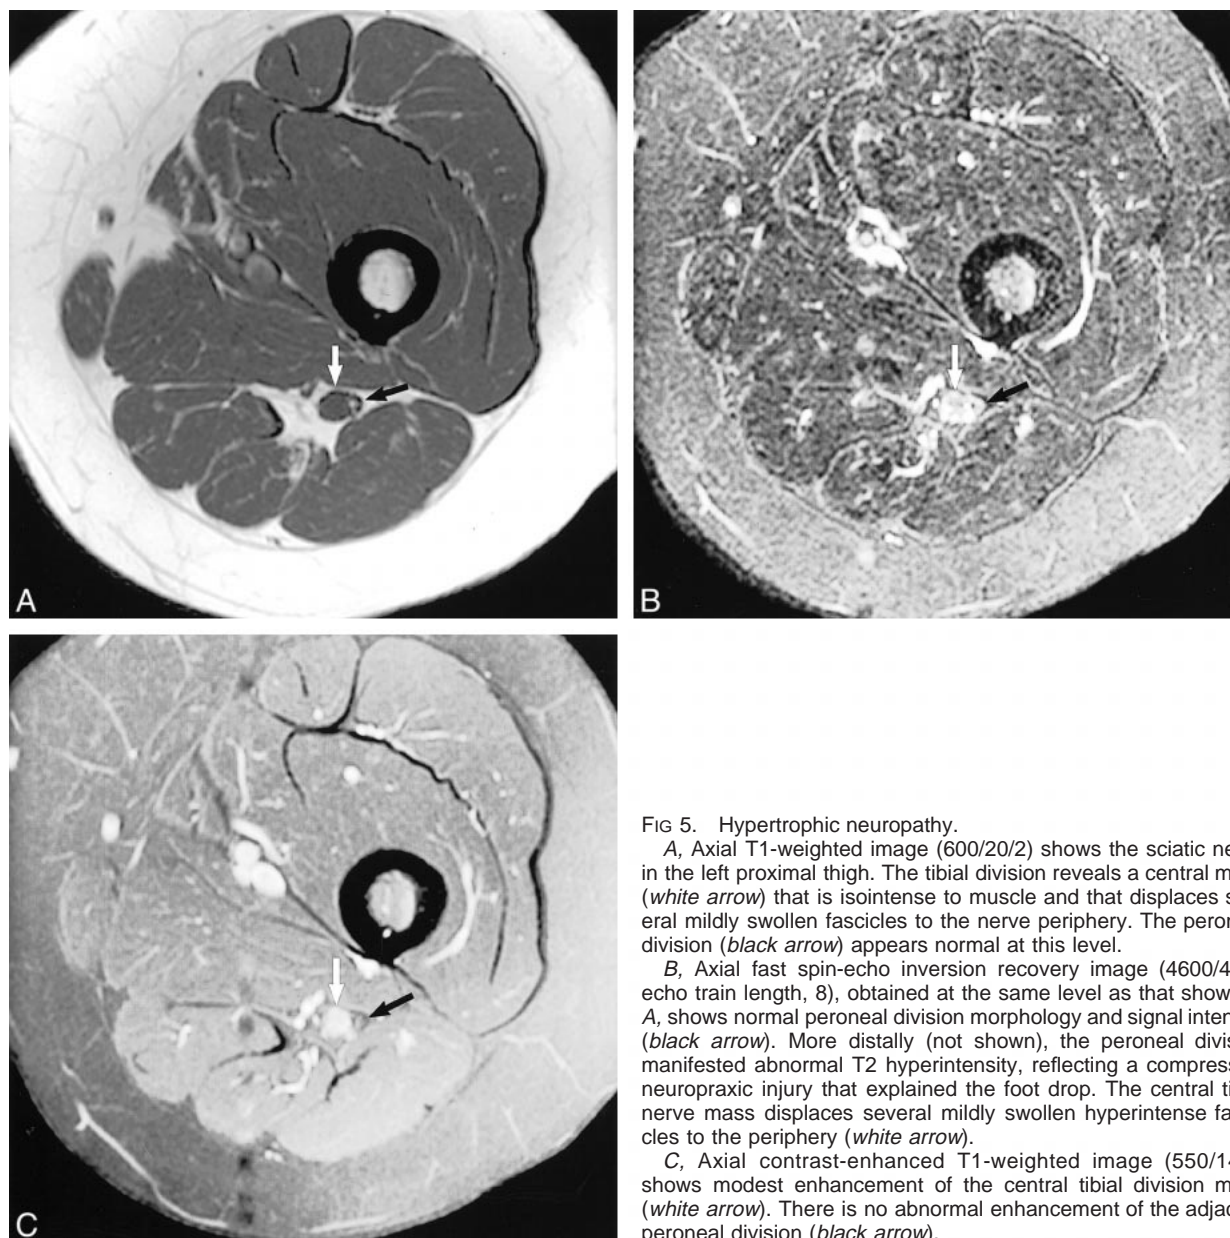 A
B
C
FIG 5. Hypertrophic neuropathy.
A, Axial T1-weighted image (600/20/2) shows the sciatic ne
in the left proximal thigh. The tibial division reveals a central m
(white arrow) that is isointense to muscle and that displaces s
eral mildly swollen fascicles to the nerve periphery. The peron
division (black arrow) appears normal at this level.
B, Axial fast spin-echo inversion recovery image (4600/4
echo train length, 8), obtained at the same level as that show
A, shows normal peroneal division morphology and signal inten
(black arrow). More distally (not shown), the peroneal divis
manifested abnormal T2 hyperintensity, reflecting a compress
neuropraxic injury that explained the foot drop. The central ti
nerve mass displaces several mildly swollen hyperintense fa
cles to the periphery (white arrow).
C, Axial contrast-enhanced T1-weighted image (550/14
shows modest enhancement of the central tibial division m
(white arrow). There is no abnormal enhancement of the adjac
peroneal division (black arrow).